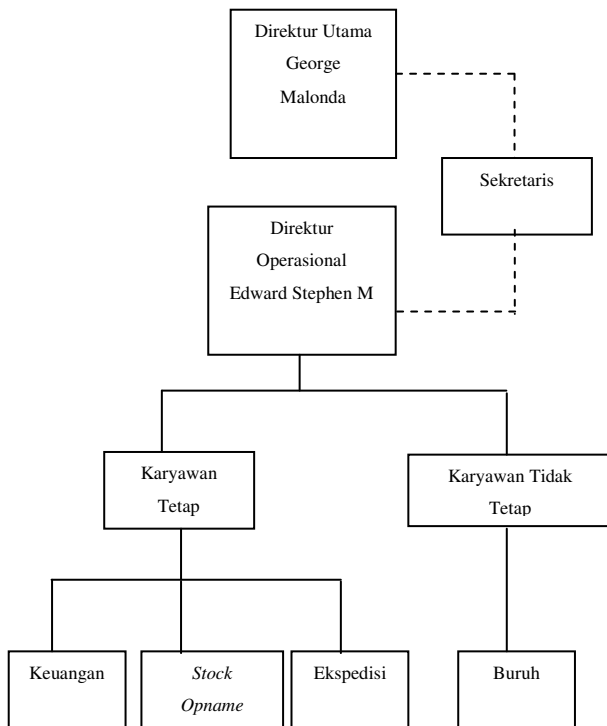 Direktur Utama
George
Malonda
Sekretaris
Direktur
Operasional
Edward Stephen M
Karyawan
Tetap
Karyawan Tidak
Tetap
Keuangan
Stock
Opname
Ekspedisi
Buruh